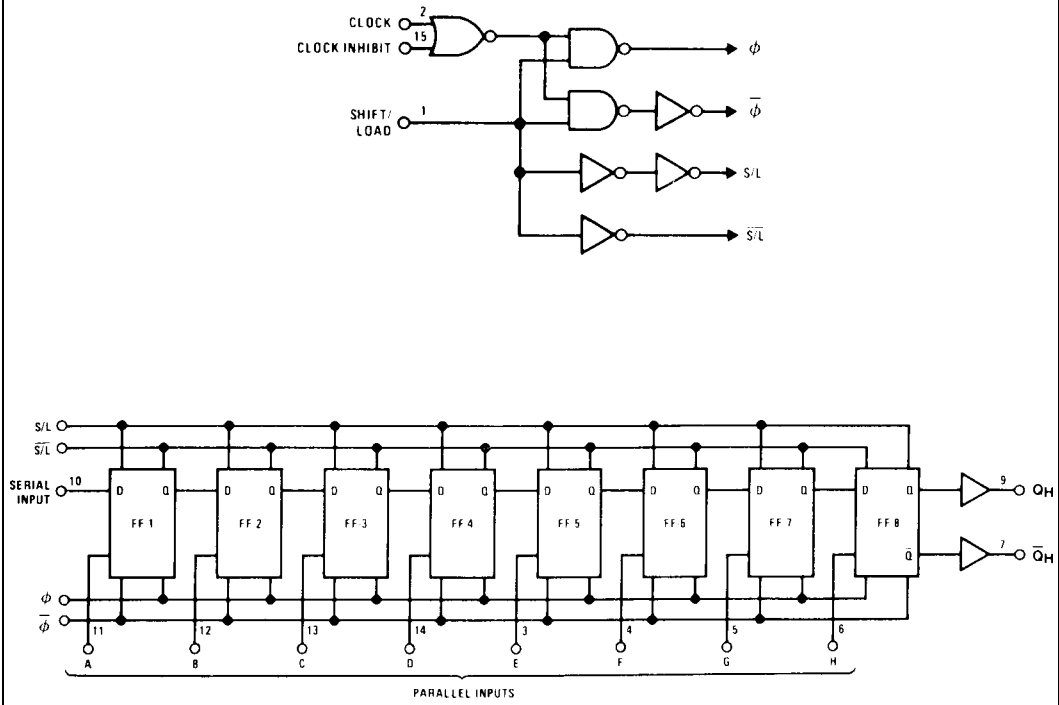 CLOCK 2
CLOCK INHIBIT 15
ϕ
SHIFT/ 1
LOAD
ϕ̅
S/L
S̅/̅L̅
S/L
S̅/̅L̅
SERIAL 10
INPUT
D Q D Q D Q D Q D Q D Q D Q D Q
9 QH
FF 1 FF 2 FF 3 FF 4 FF 5 FF 6 FF 7 FF 8
Q̅ 7 Q̅H
ϕ
ϕ̅
11 12 13 14 3 4 5 6
A B C D E F G H
PARALLEL INPUTS